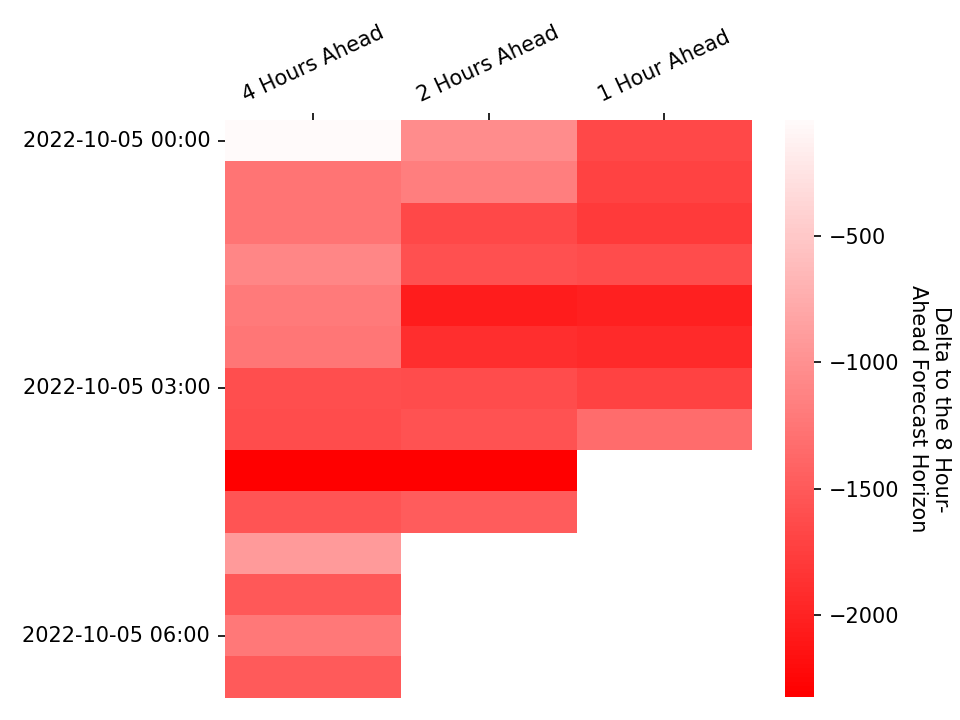 4 Hours Ahead
2 Hours Ahead
1 Hour Ahead
2022-10-05 00:00
2022-10-05 03:00
2022-10-05 06:00
−500
−1000
−1500
−2000
Delta to the 8 Hour-
Ahead Forecast Horizon